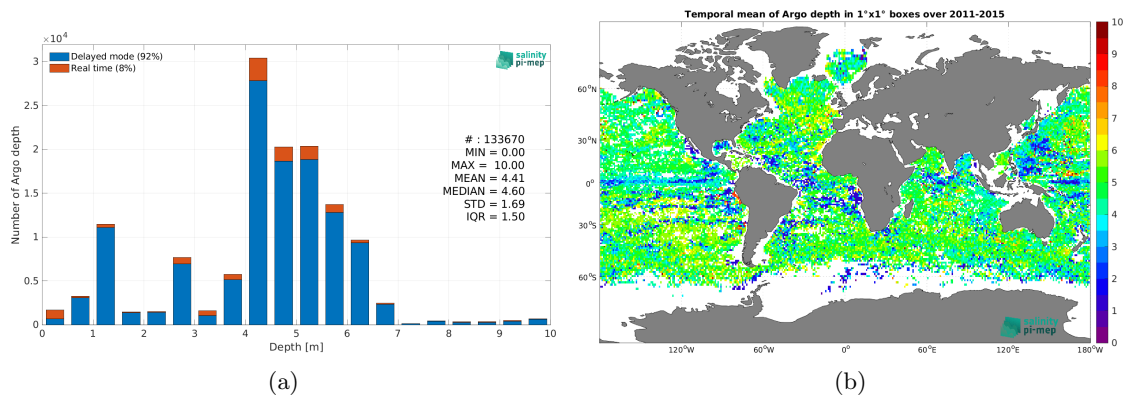 ×10⁴
Delayed mode (92%)
Real time (8%)
salinity
pi-mep
Number of Argo depth
3
2.5
2
1.5
1
0.5
0
# : 133670
MIN = 0.00
MAX = 10.00
MEAN = 4.41
MEDIAN = 4.60
STD = 1.69
IQR = 1.50
0 1 2 3 4 5 6 7 8 9 10
Depth [m]
(a)
Temporal mean of Argo depth in 1°x1° boxes over 2011-2015
60°N
30°N
0°
30°S
60°S
120°W 60°W 0° 60°E 120°E 180°W
salinity
pi-mep
10
9
8
7
6
5
4
3
2
1
0
(b)